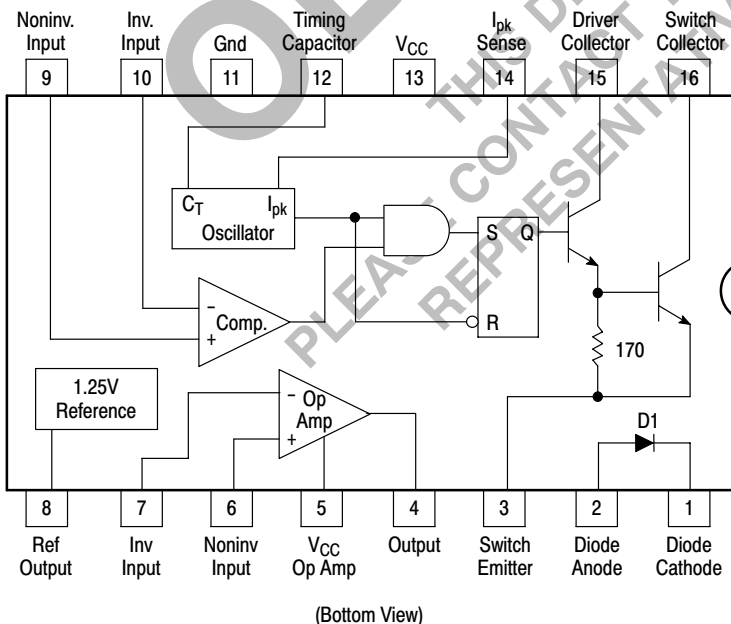 Noninv. Input
Inv. Input
Gnd
Timing Capacitor
VCC
Ipk Sense
Driver Collector
Switch Collector
9 10 11 12 13 14 15 16
CT Ipk
Oscillator
S Q
R
- Comp.
+
170
1.25V
Reference
- Op
Amp
+
D1
8 7 6 5 4 3 2 1
Ref Output
Inv Input
Noninv Input
VCC Op Amp
Output
Switch Emitter
Diode Anode
Diode Cathode
(Bottom View)
PLEASE CONTACT